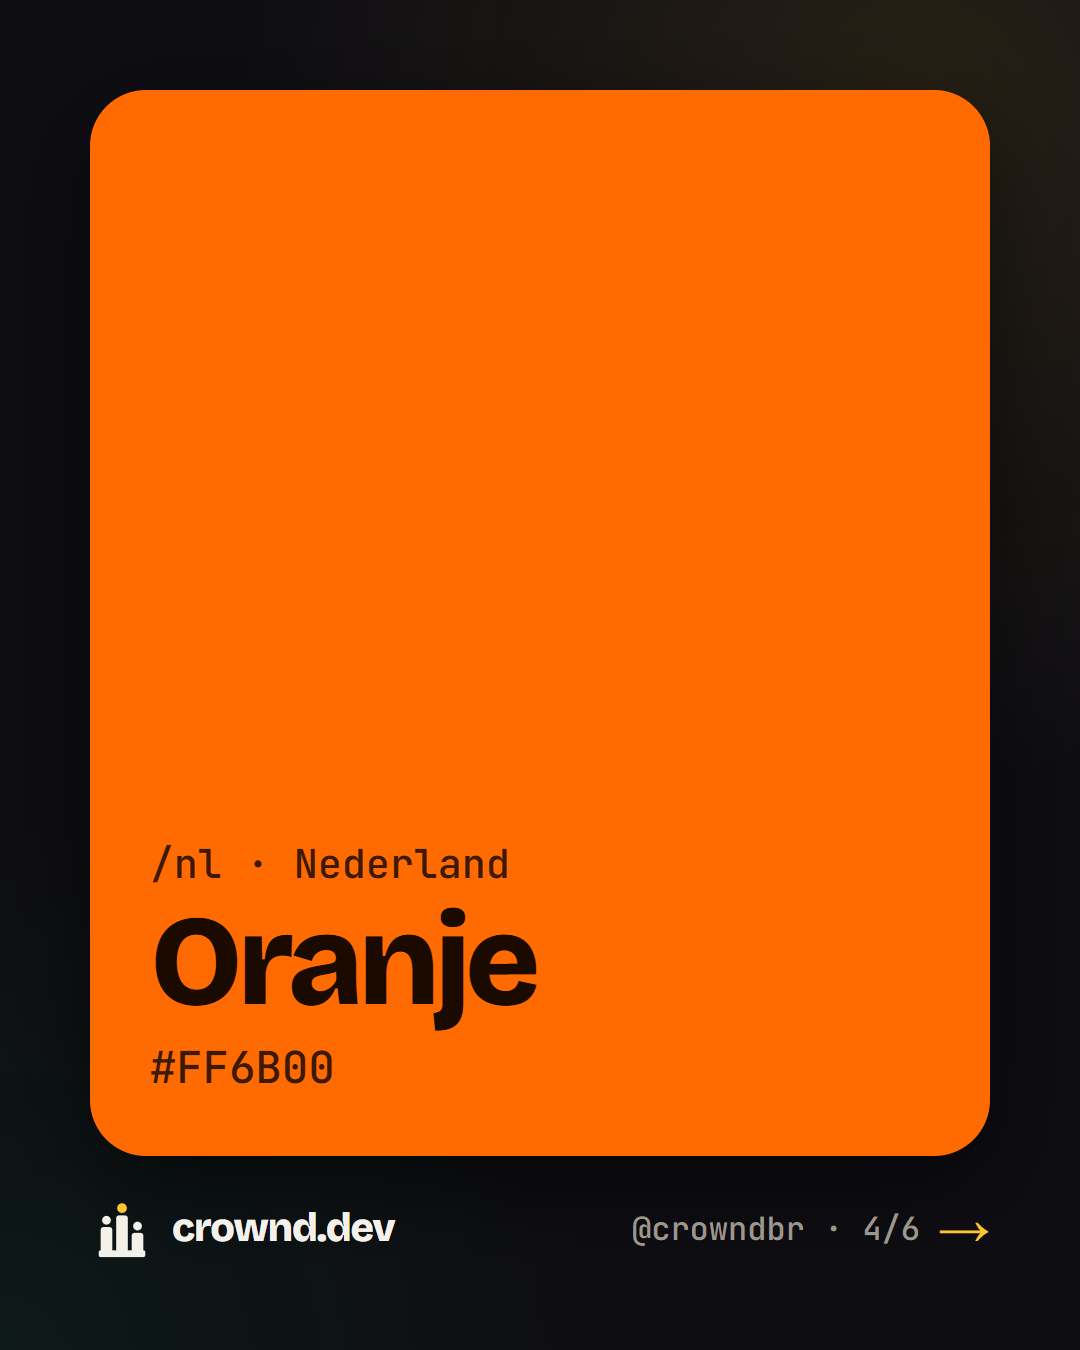 /nl · Nederland
Oranje
#FF6B00
crownd.dev
@crowndbr · 4/6 →